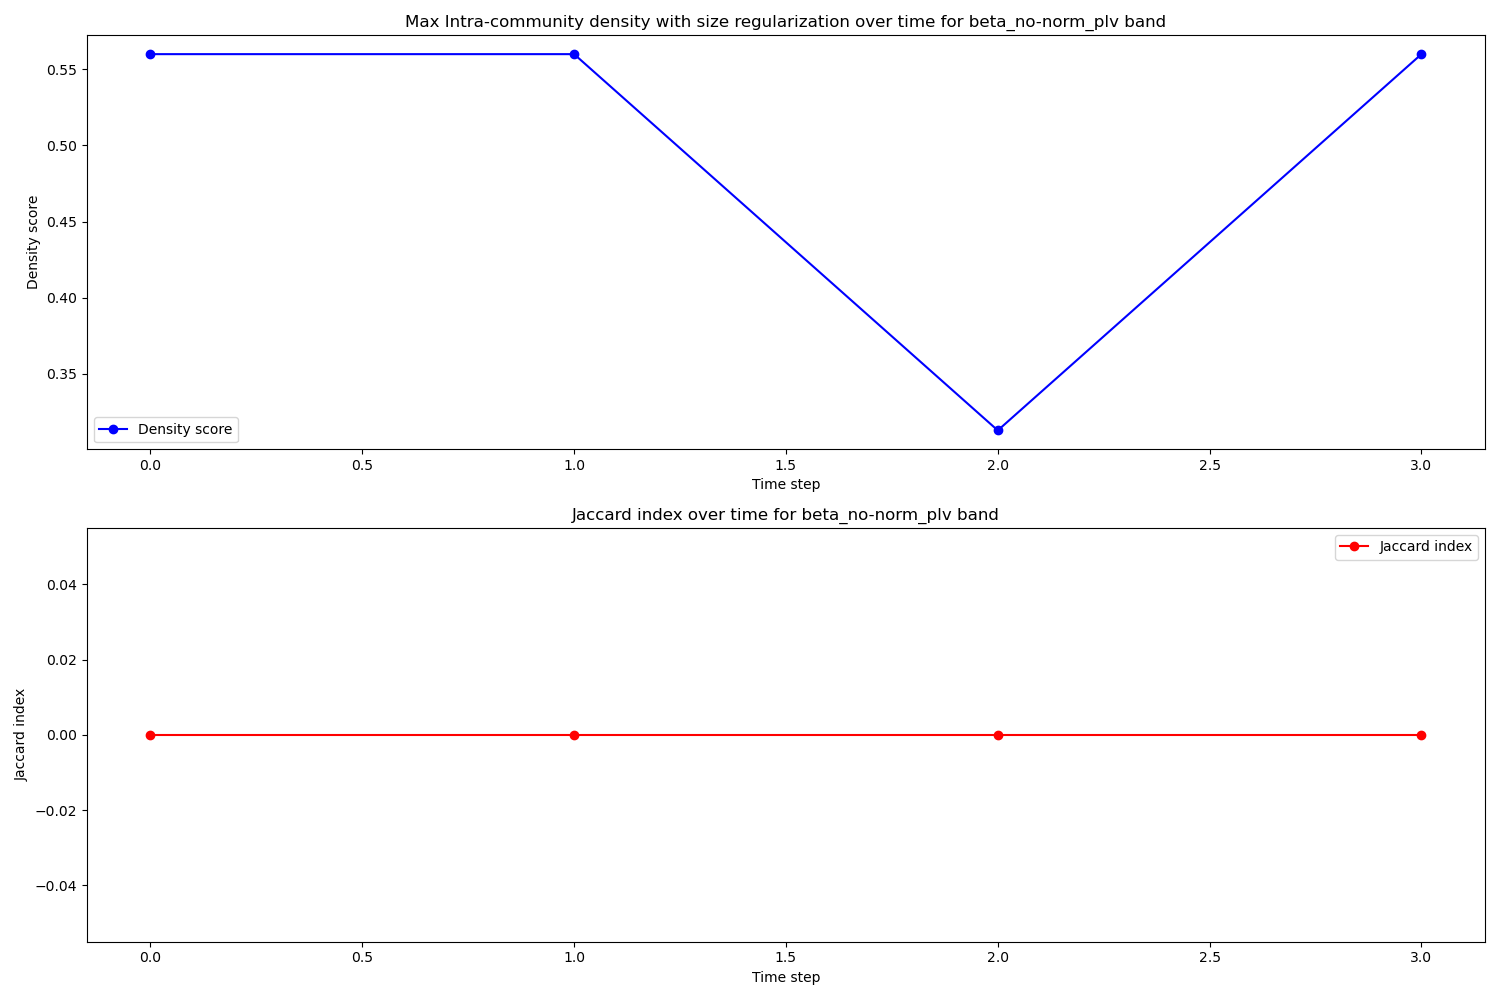 Max Intra-community density with size regularization over time for beta_no-norm_plv band
Density score
0.55
0.50
0.45
0.40
0.35
Density score
0.0 0.5 1.0 1.5 2.0 2.5 3.0
Time step
Jaccard index over time for beta_no-norm_plv band
Jaccard index
Jaccard index
0.04
0.02
0.00
−0.02
−0.04
0.0 0.5 1.0 1.5 2.0 2.5 3.0
Time step